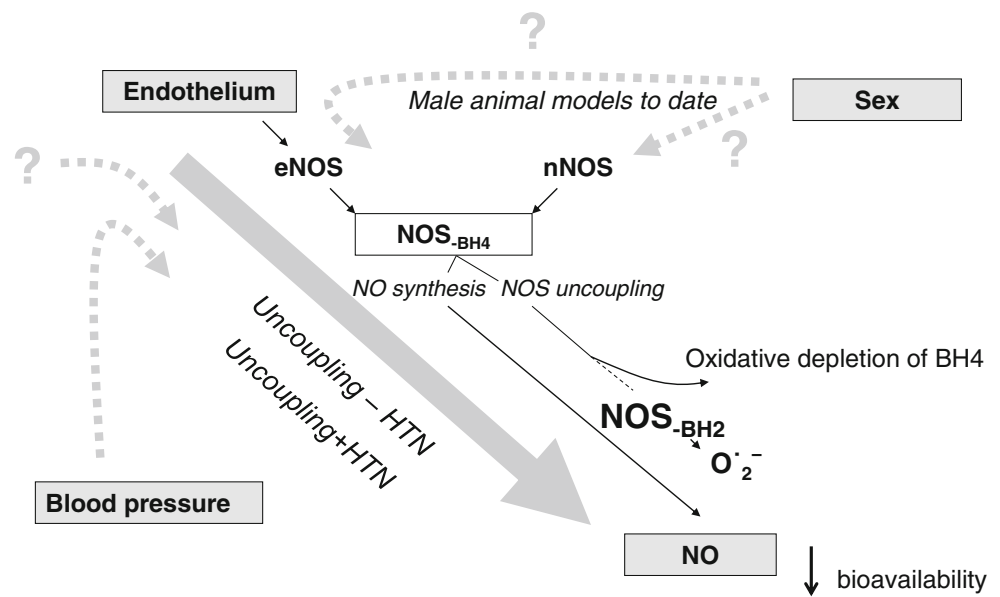 ?
Endothelium
Male animal models to date
Sex
?
?
eNOS
nNOS
NOS-BH4
NO synthesis
NOS uncoupling
Uncoupling – HTN
Uncoupling+HTN
Oxidative depletion of BH4
NOS-BH2
O·2–
Blood pressure
NO
bioavailability